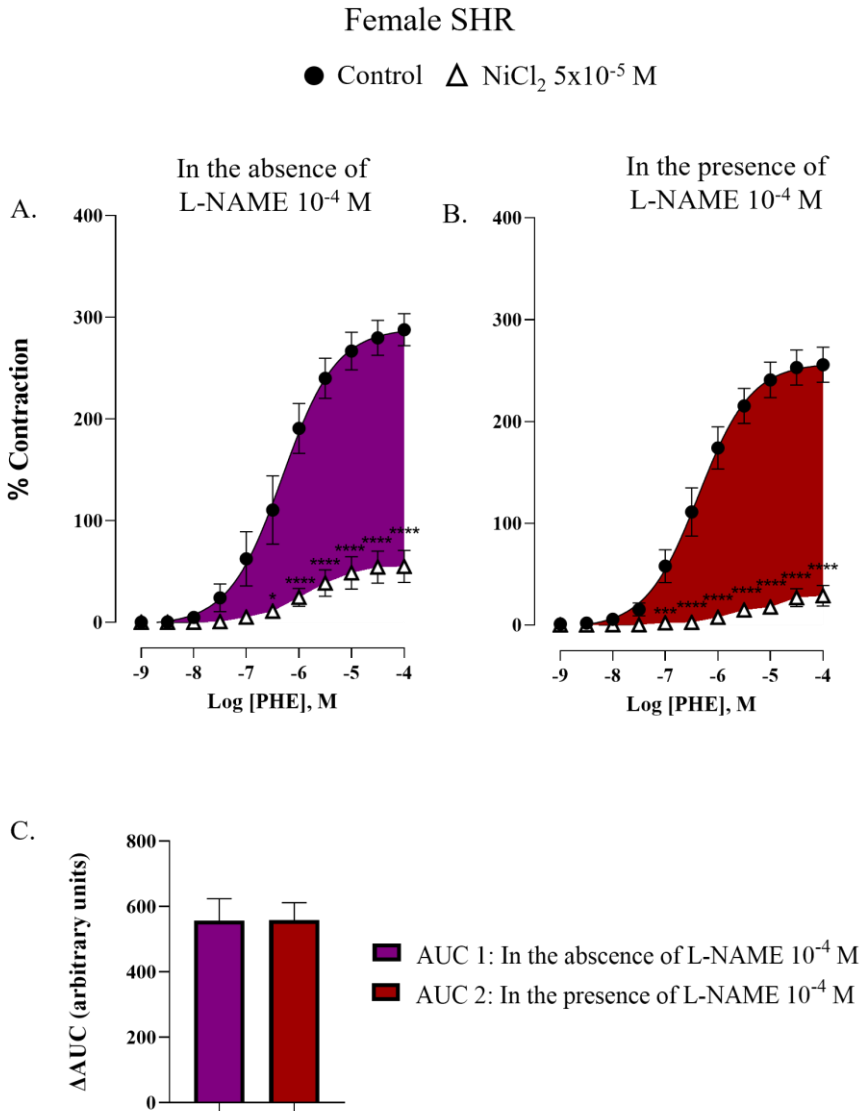 Female SHR
● Control △ NiCl₂ 5x10⁻⁵ M
In the absence of
L-NAME 10⁻⁴ M
In the presence of
L-NAME 10⁻⁴ M
A.
B.
% Contraction
400
300
200
100
0
* **** **** **** **** ****
-9 -8 -7 -6 -5 -4
Log [PHE], M
400
300
200
100
0
*** **** **** **** **** **** ****
-9 -8 -7 -6 -5 -4
Log [PHE], M
C.
ΔAUC (arbitrary units)
800
600
400
200
0
AUC 1: In the abscence of L-NAME 10⁻⁴ M
AUC 2: In the presence of L-NAME 10⁻⁴ M